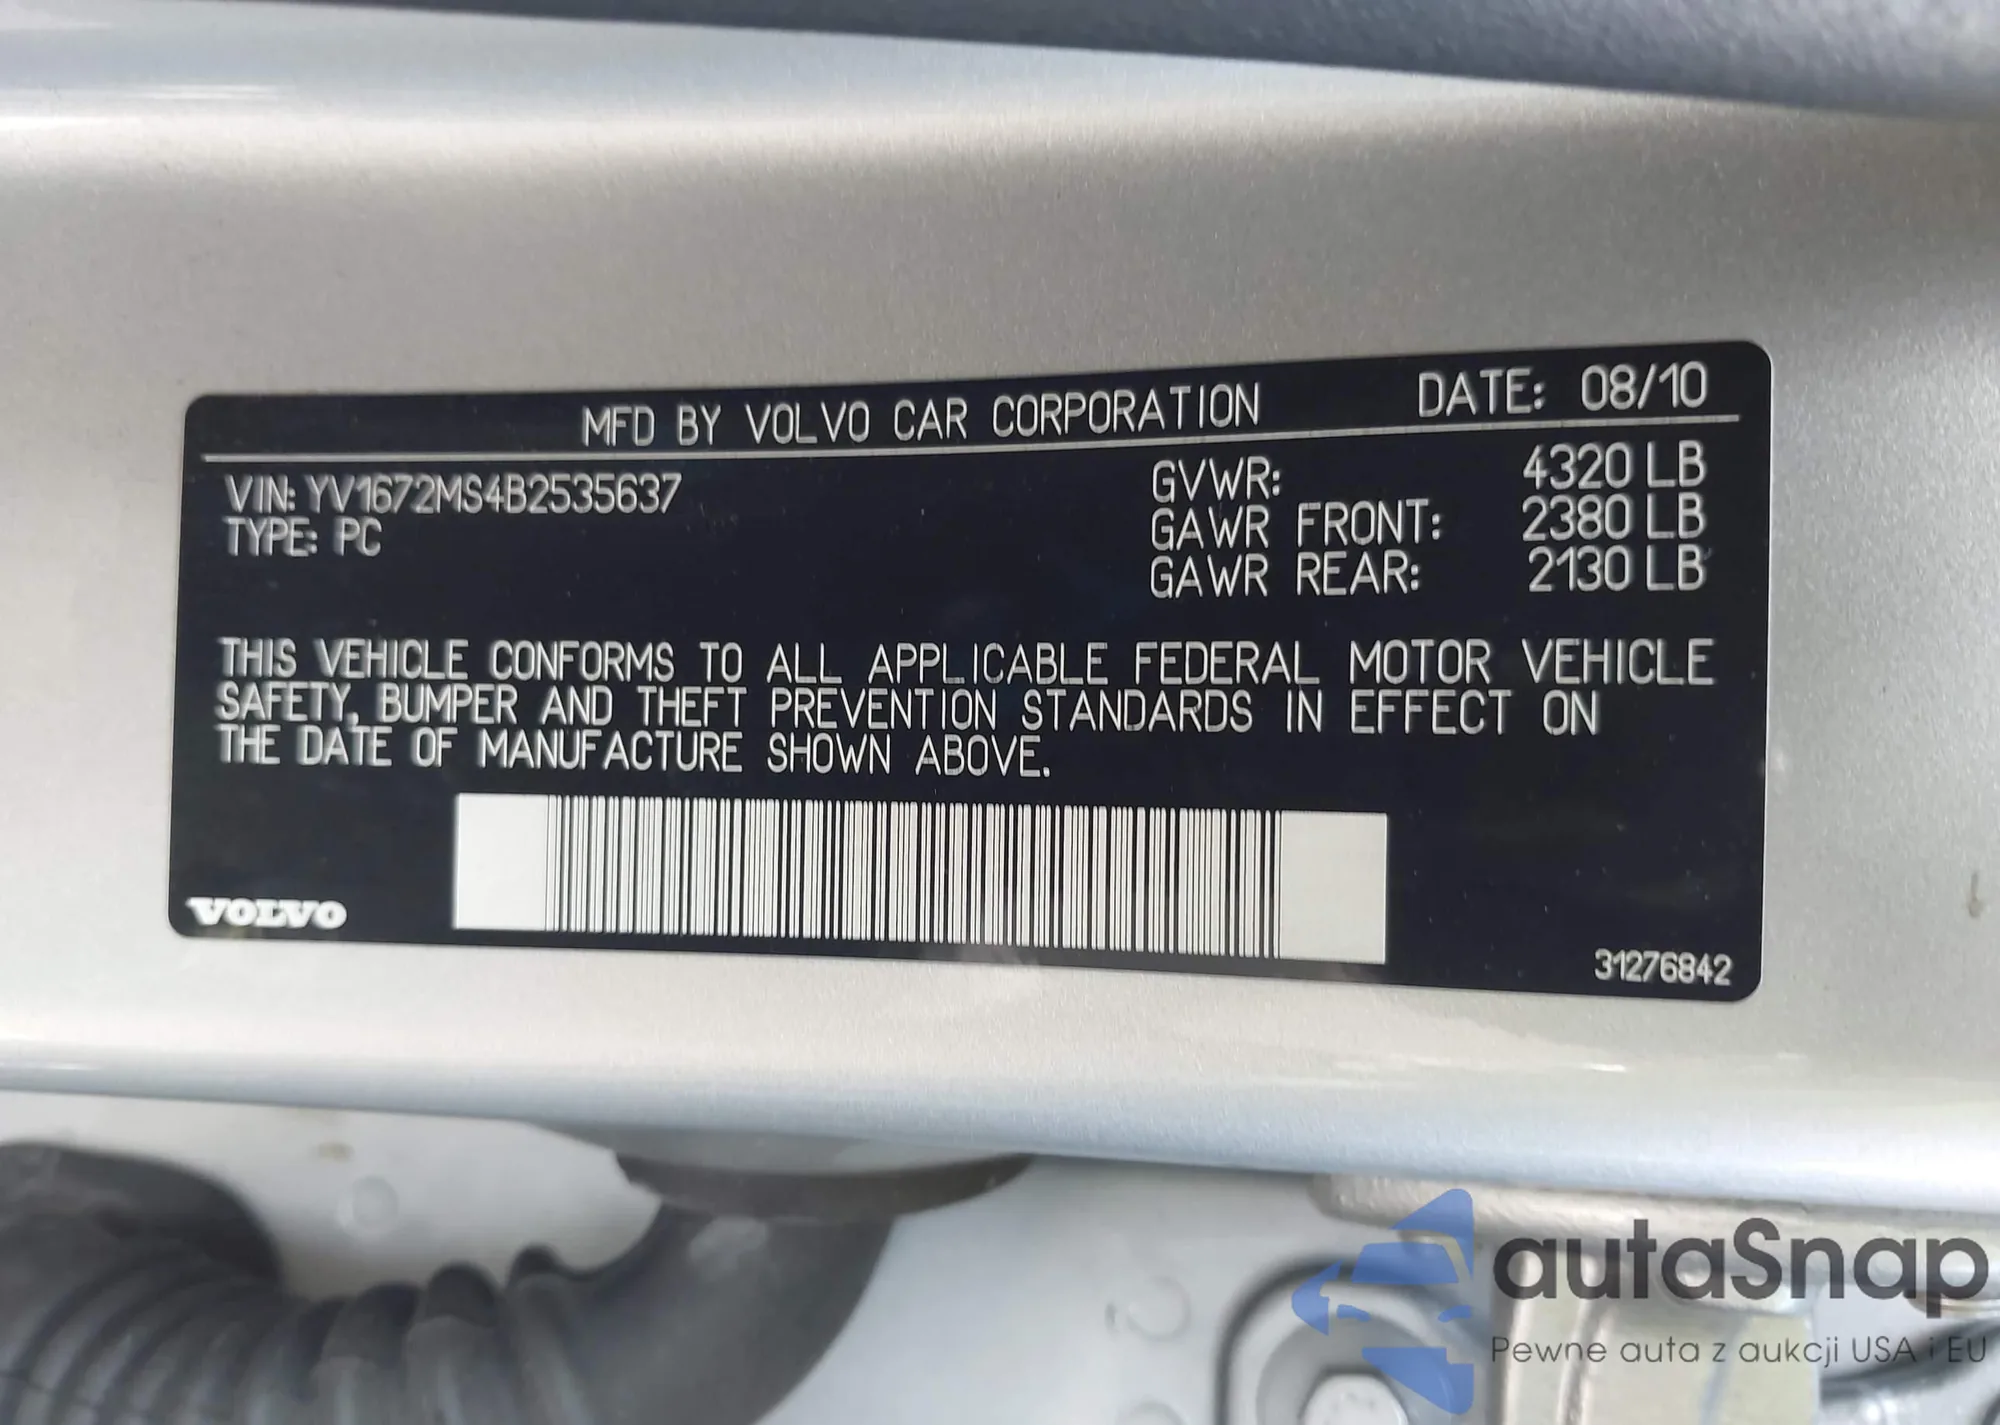 MFD BY VOLVO CAR CORPORATION DATE: 08/10
VIN: YV1672MS4B2535637 GVWR: 4320 LB
TYPE: PC GAWR FRONT: 2380 LB
GAWR REAR: 2130 LB
THIS VEHICLE CONFORMS TO ALL APPLICABLE FEDERAL MOTOR VEHICLE
SAFETY, BUMPER AND THEFT PREVENTION STANDARDS IN EFFECT ON
THE DATE OF MANUFACTURE SHOWN ABOVE.
VOLVO
31276842
autaSnap
Pewne auta z aukcji USA i EU